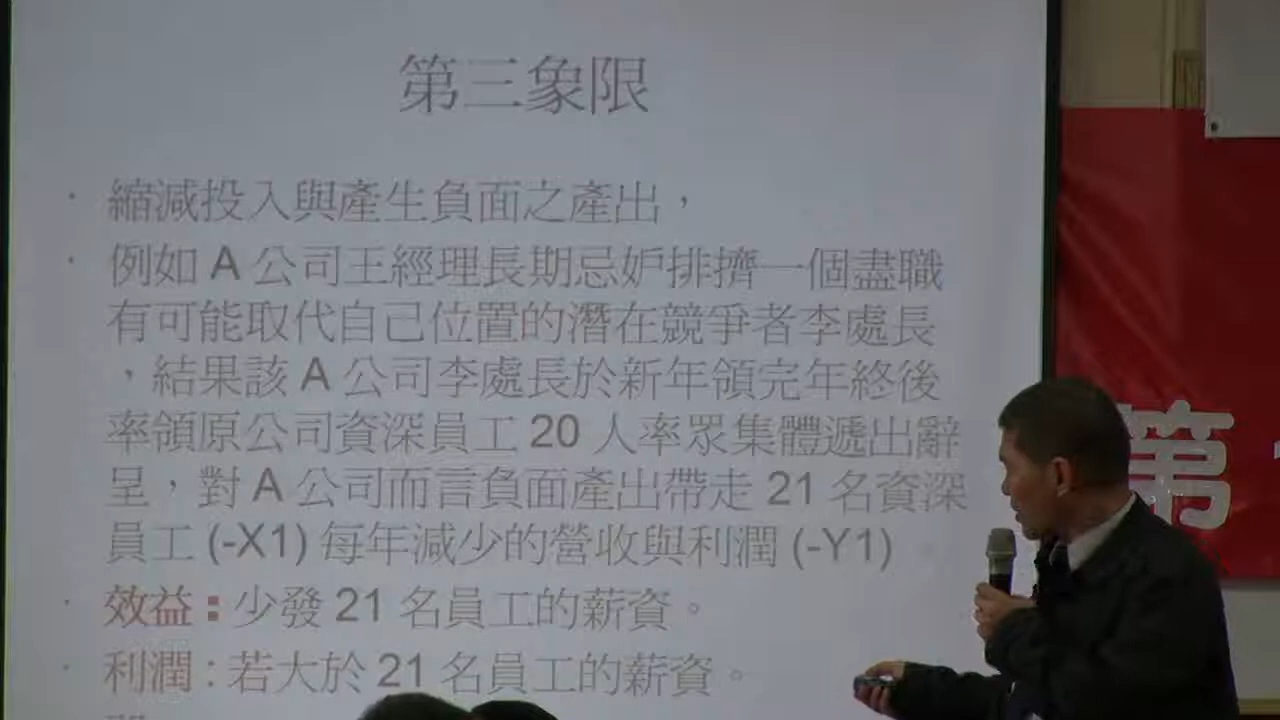 第三象限
• 縮減投入與產生負面之產出，
• 例如 A 公司王經理長期忌妒排擠一個盡職
有可能取代自己位置的潛在競爭者李處長
，結果該 A 公司李處長於新年領完年終後
率領原公司資深員工 20 人率眾集體遞出辭
呈，對 A 公司而言負面產出帶走 21 名資深
員工 (-X1) 每年減少的營收與利潤 (-Y1)
• 效益 : 少發 21 名員工的薪資。
• 利潤 : 若大於 21 名員工的薪資。
第